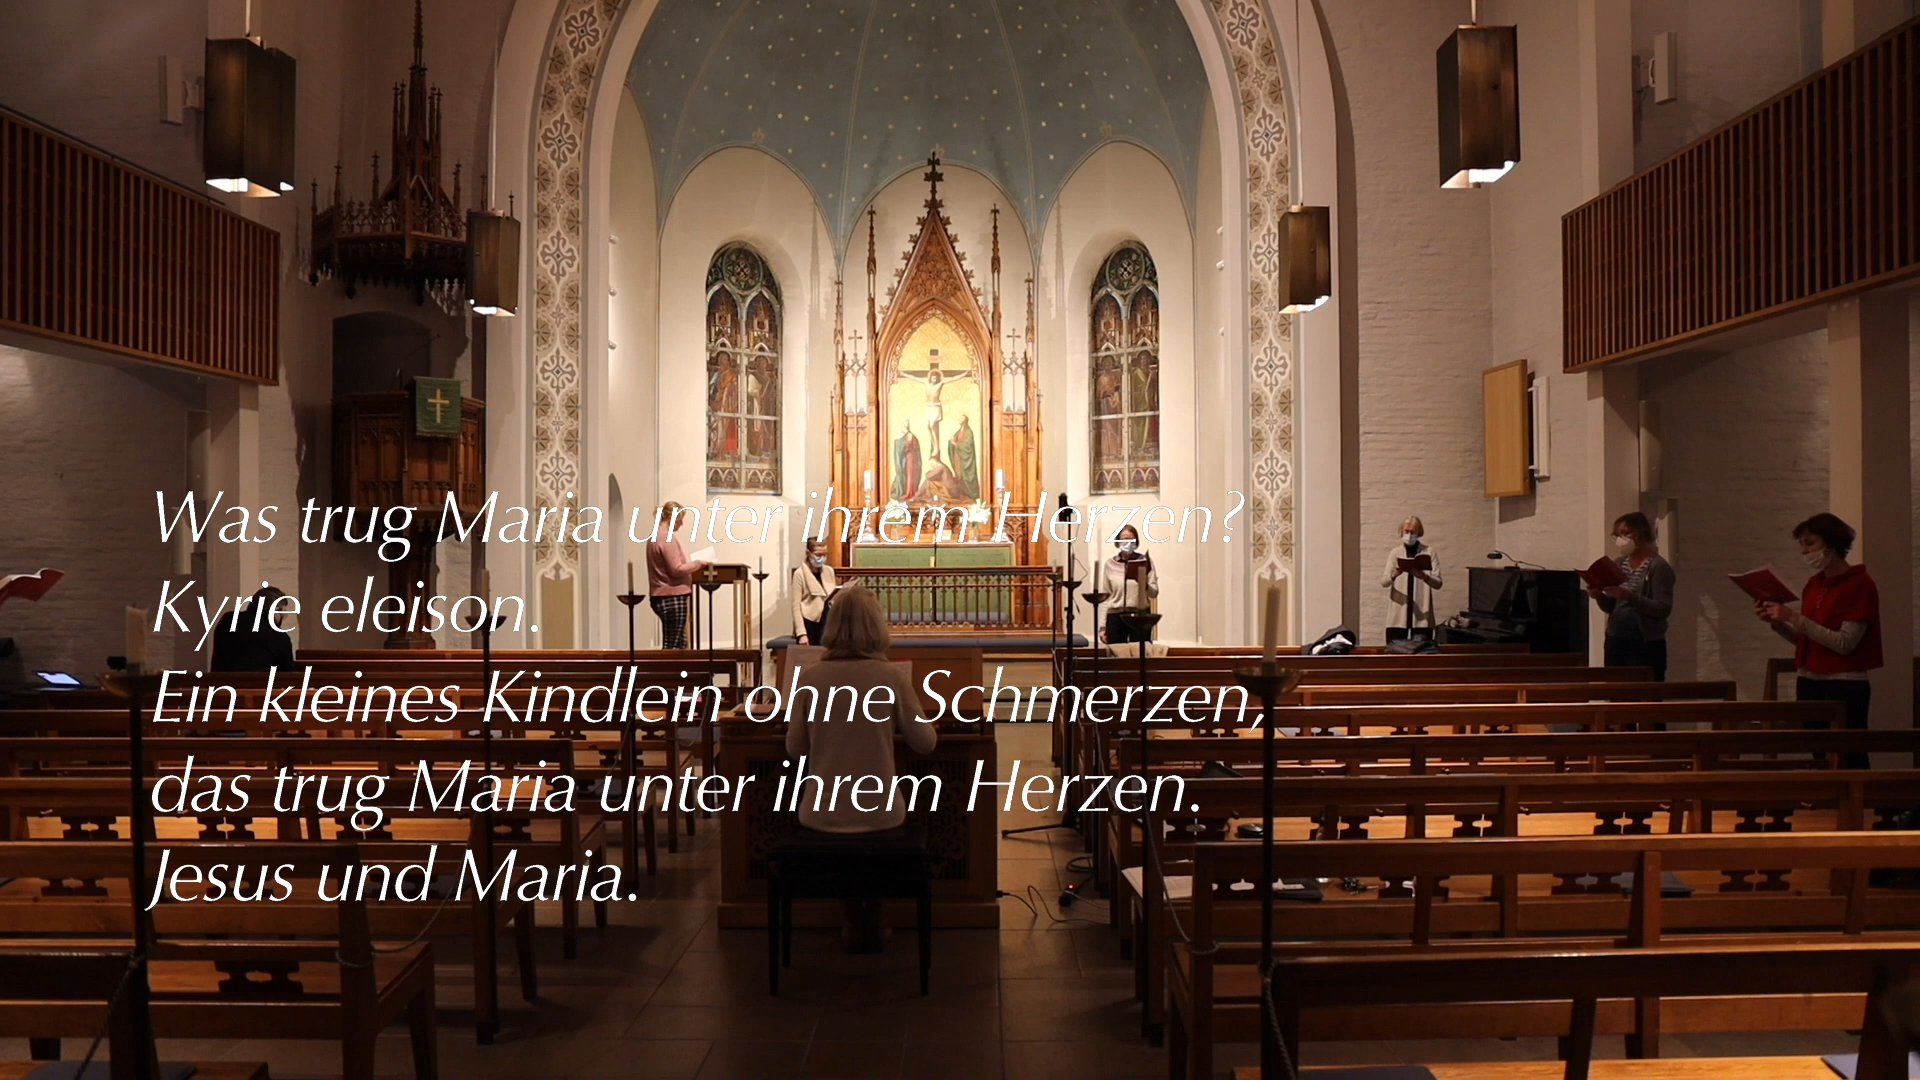 Was trug Maria unter ihrem Herzen?
Kyrie eleison.
Ein kleines Kindlein ohne Schmerzen,
das trug Maria unter ihrem Herzen.
Jesus und Maria.